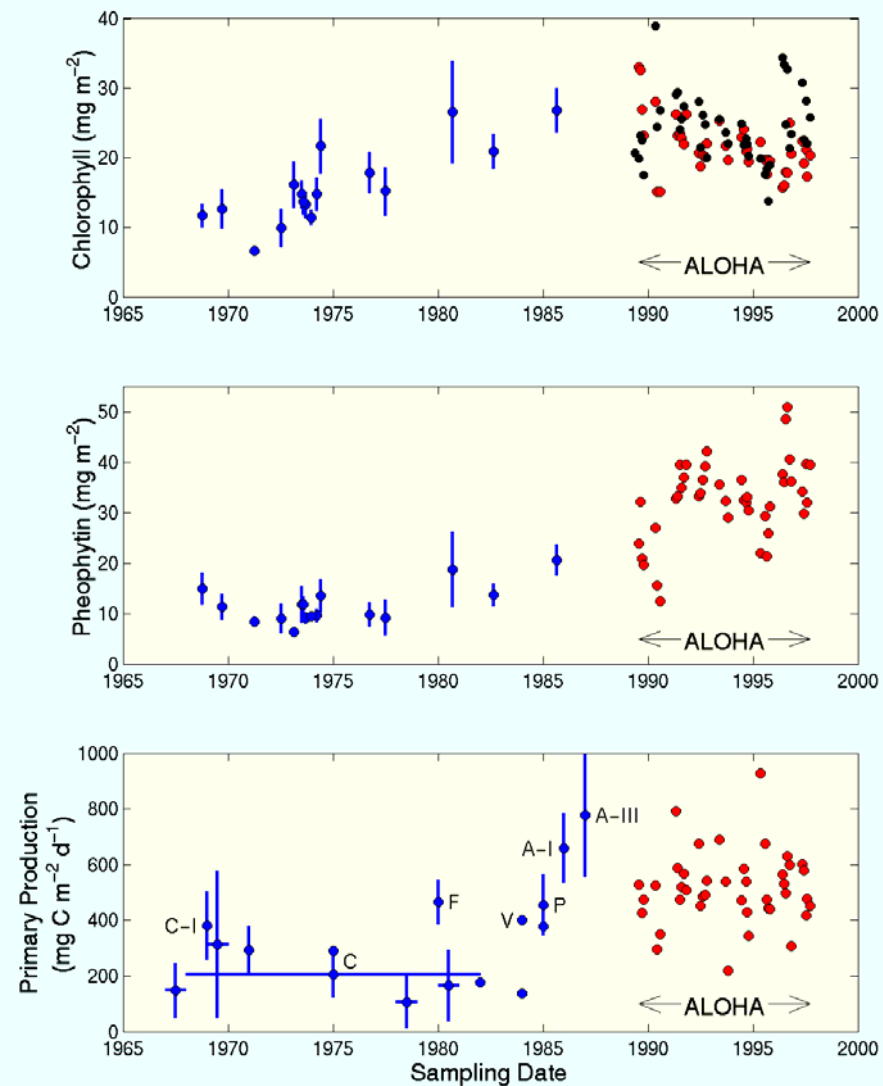 Chlorophyll (mg m−2)
40
30
20
10
0
ALOHA
1965 1970 1975 1980 1985 1990 1995 2000
Pheophytin (mg m−2)
50
40
30
20
10
0
ALOHA
1965 1970 1975 1980 1985 1990 1995 2000
Primary Production
(mg C m−2 d−1)
1000
800
600
400
200
0
A-III
A-I
F
P
V
C-I
C
ALOHA
1965 1970 1975 1980 1985 1990 1995 2000
Sampling Date